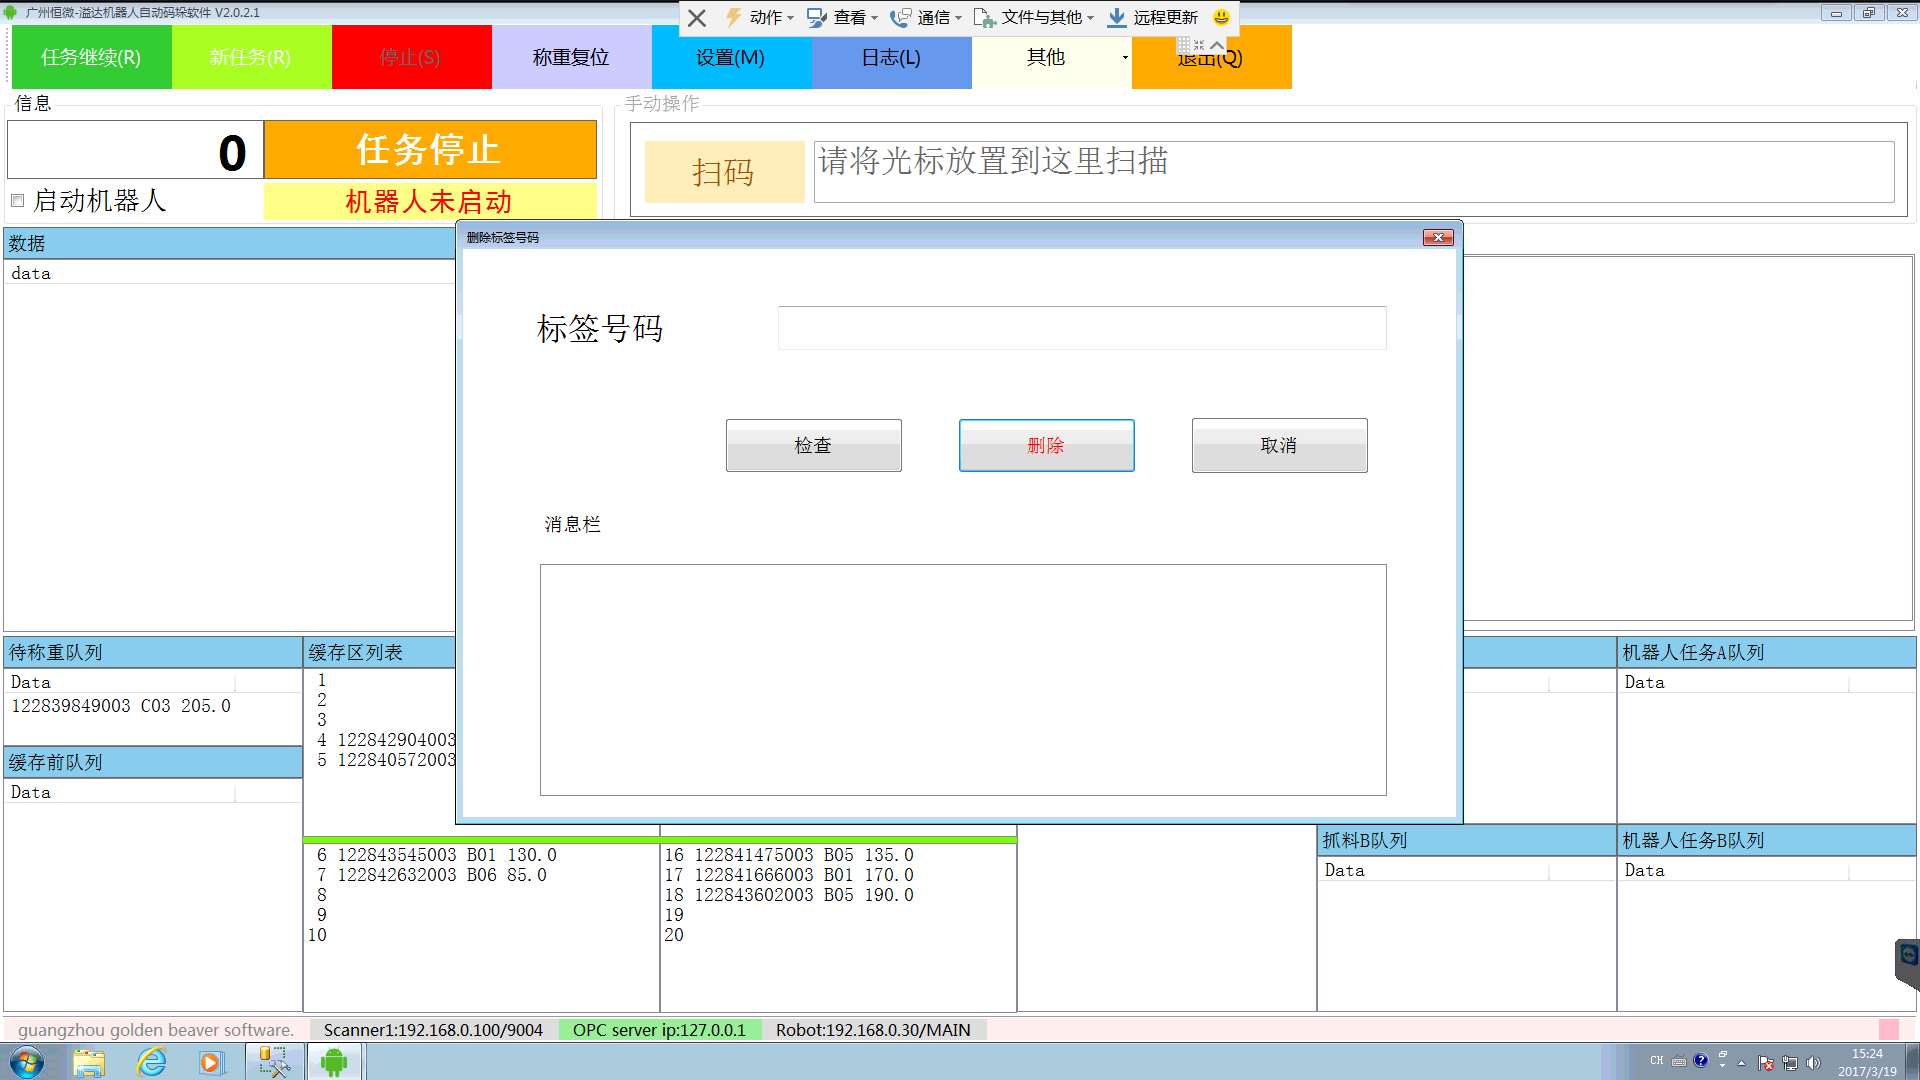 广州恒微-溢达机器人自动码垛软件 V2.0.2.1
动作 查看 通信 文件与其他 远程更新
任务继续(R) 新任务(R) 停止(S) 称重复位 设置(M) 日志(L) 其他 退出(Q)
信息
0 任务停止
启动机器人 机器人未启动
手动操作
扫码 请将光标放置到这里扫描
数据
data
删除标签号码
标签号码
检查 删除 取消
消息栏
待称重队列
Data
122839849003 C03 205.0
缓存前队列
Data
缓存区列表
1
2
3
4 122842904003
5 122840572003
6 122843545003 B01 130.0
7 122842632003 B06 85.0
8
9
10
16 122841475003 B05 135.0
17 122841666003 B01 170.0
18 122843602003 B05 190.0
19
20
机器人任务A队列
Data
抓料B队列
Data
机器人任务B队列
Data
guangzhou golden beaver software. Scanner1:192.168.0.100/9004 OPC server ip:127.0.0.1 Robot:192.168.0.30/MAIN
CH
15:24
2017/3/19